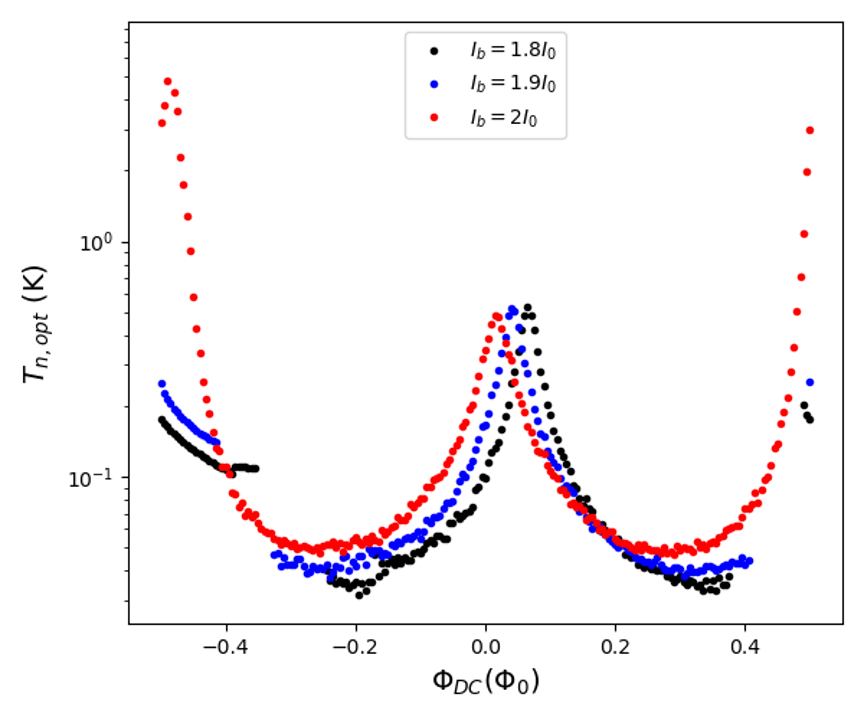 I_b = 1.8I_0
I_b = 1.9I_0
I_b = 2I_0
10^0
10^{-1}
T_{n, opt} (K)
−0.4 −0.2 0.0 0.2 0.4
Φ_{DC}(Φ_0)